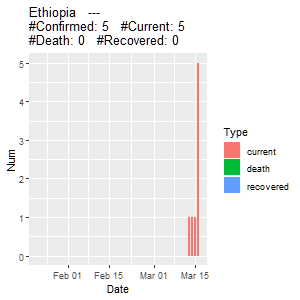 Ethiopia   ---
#Confirmed: 5   #Current: 5
#Death: 0   #Recovered: 0
Num
5
4
3
2
1
0
Feb 01
Feb 15
Mar 01
Mar 15
Date
Type
current
death
recovered